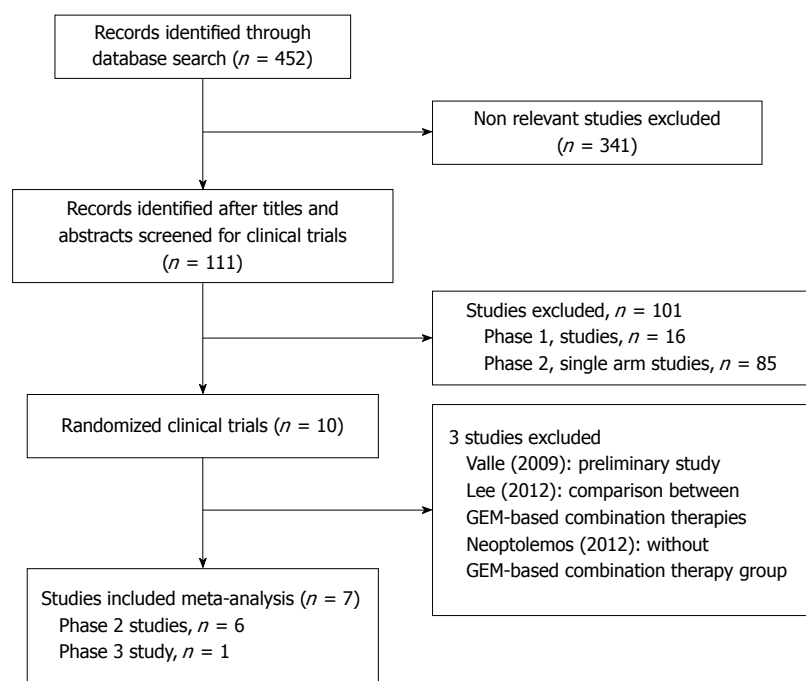 Records identified through
database search (n = 452)
Non relevant studies excluded
(n = 341)
Records identified after titles and
abstracts screened for clinical trials
(n = 111)
Studies excluded, n = 101
Phase 1, studies, n = 16
Phase 2, single arm studies, n = 85
Randomized clinical trials (n = 10)
3 studies excluded
Valle (2009): preliminary study
Lee (2012): comparison between
GEM-based combination therapies
Neoptolemos (2012): without
GEM-based combination therapy group
Studies included meta-analysis (n = 7)
Phase 2 studies, n = 6
Phase 3 study, n = 1